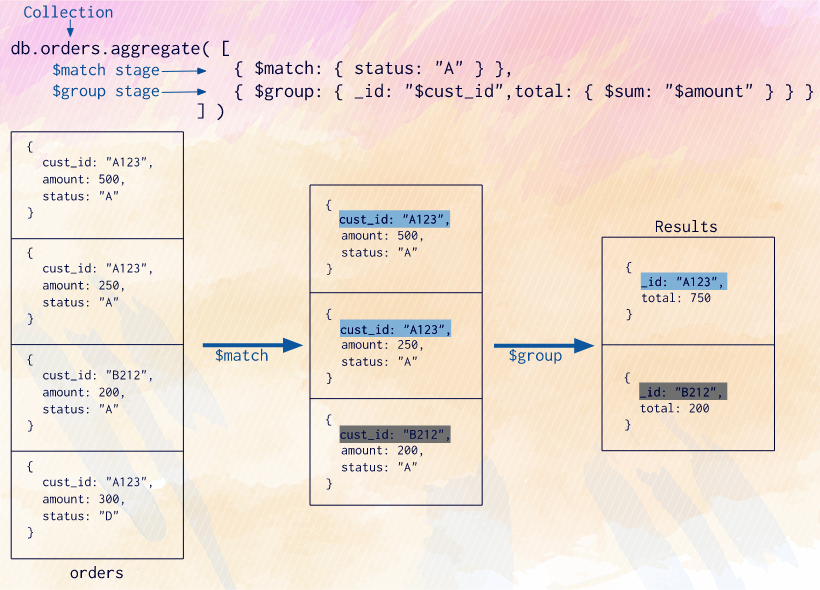 Collection
db.orders.aggregate( [
$match stage
{ $match: { status: "A" } },
$group stage
{ $group: { _id: "$cust_id",total: { $sum: "$amount" } } }
] )
{
cust_id: "A123",
amount: 500,
status: "A"
}
{
cust_id: "A123",
amount: 250,
status: "A"
}
{
cust_id: "B212",
amount: 200,
status: "A"
}
{
cust_id: "A123",
amount: 300,
status: "D"
}
orders
$match
{
cust_id: "A123",
amount: 500,
status: "A"
}
{
cust_id: "A123",
amount: 250,
status: "A"
}
{
cust_id: "B212",
amount: 200,
status: "A"
}
$group
Results
{
_id: "A123",
total: 750
}
{
_id: "B212",
total: 200
}